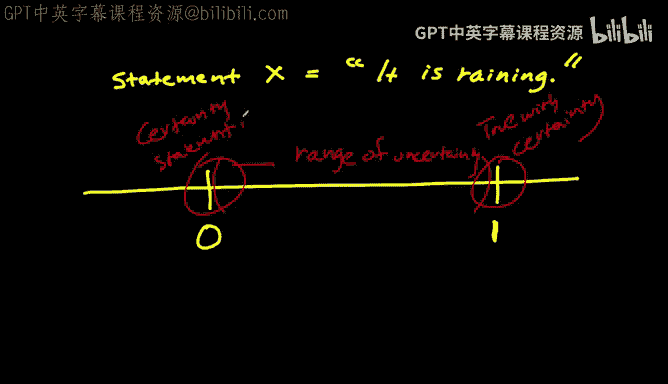 GPT中英字幕课程资源@bilibili.com
GPT中英字幕课程资源 bilibili
Statement X = "It is raining."
Certainty
statement
True with
certainty
range of uncertainty
0
1